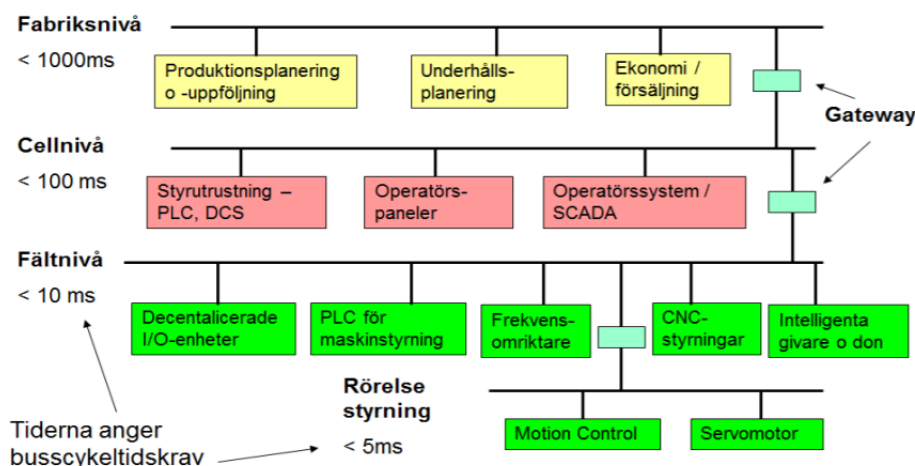 Fabriksnivå
< 1000ms
Produktionsplanering
o -uppföljning
Underhålls-
planering
Ekonomi /
försäljning
Gateway
Cellnivå
< 100 ms
Styrutrustning –
PLC, DCS
Operatörs-
paneler
Operatörssystem /
SCADA
Fältnivå
< 10 ms
Decentalicerade
I/O-enheter
PLC för
maskinstyrning
Frekvens-
omriktare
CNC-
styrningar
Intelligenta
givare o don
Rörelse
styrning
< 5ms
Motion Control
Servomotor
Tiderna anger
busscykeltidskrav